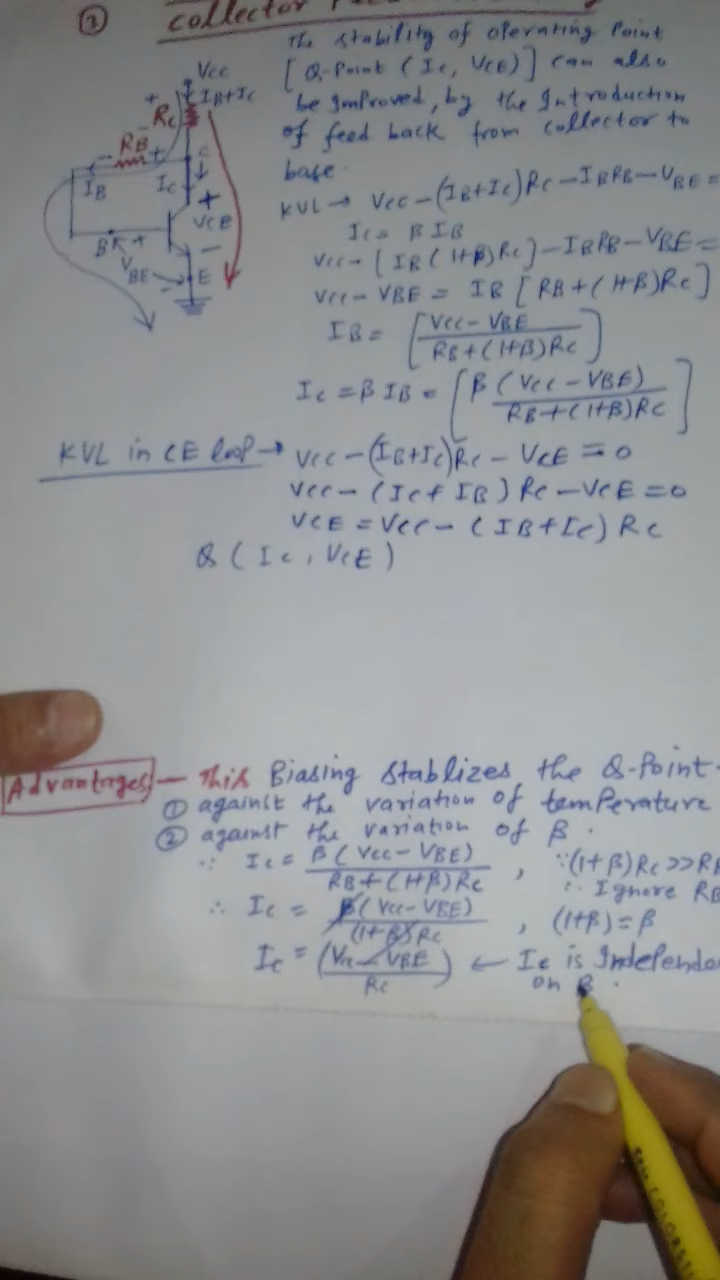 ②
collector
The stability of operating Point
[Q-Point (Ic, VCE)] can also
be Improved, by the Introduction
of feed back from collector to
base.
Vcc
+ IB+Ic
Rc
- RB +
IB
Ic
C
+
VCE
-
B +
VBE
-
E
KVL → Vcc-(IB+Ic)Rc-IBRB-VBE=
Ic = β IB
Vcc-[IB(1+β)Rc]-IBRB-VBE=
Vcc-VBE = IB[RB+(1+β)Rc]
IB = [Vcc-VBE / RB+(1+β)Rc]
Ic = β IB = [β(Vcc-VBE) / RB+(1+β)Rc]
KVL in CE loop → Vcc-(IB+Ic)Rc-VCE=0
Vcc-(Ic+IB)Rc-VCE=0
VCE=Vcc-(IB+Ic)Rc
Q(Ic, VCE)
Advantages - This Biasing Stablizes the Q-Point-
① against the variation of temperature
② against the variation of β.
∵ Ic = β(Vcc-VBE) / RB+(1+β)Rc , ∵(1+β)Rc>>RB
∴ Ignore RB
∴ Ic = β(Vcc-VBE) / (1+β)Rc , (1+β)=β
Ic = (Vcc-VBE) / Rc ← Ic is Independe
on β.